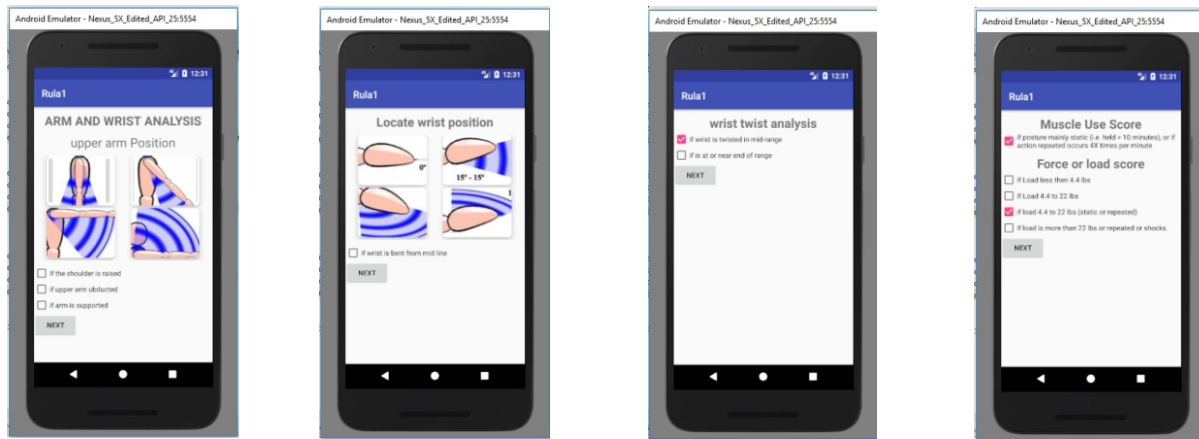 Android Emulator - Nexus_5X_Edited_API_25:5554
12:31
Rula1
ARM AND WRIST ANALYSIS
upper arm Position
if the shoulder is raised
if upper arm ubducted
if arm is supported
NEXT
Android Emulator - Nexus_5X_Edited_API_25:5554
12:31
Rula1
Locate wrist position
0°
15° - 15°
1
if wrist is bent from mid line
NEXT
Android Emulator - Nexus_5X_Edited_API_25:5554
12:31
Rula1
wrist twist analysis
if wrist is twisted in mid-range
if is at or near end of range
NEXT
Android Emulator - Nexus_5X_Edited_API_25:5554
12:31
Rula1
Muscle Use Score
if posture mainly static (i.e. held > 10 minutes), or if
action repeated occurs 4X times per minute
Force or load score
if Load less then 4.4 lbs
if Load 4.4 to 22 lbs
if load 4.4 to 22 lbs (static or repeated)
if load is more than 22 lbs or repeated or shocks
NEXT